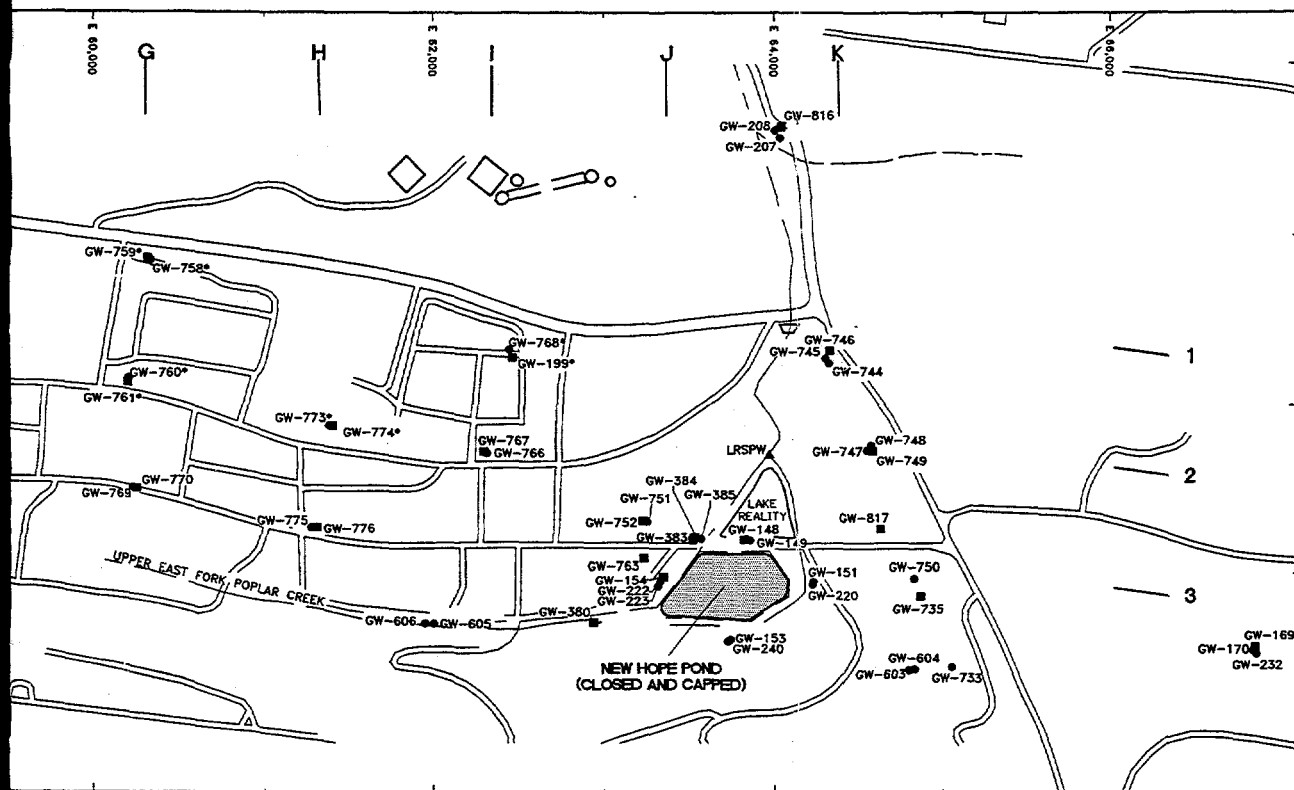 E 60,000
G
H
E 62,000
I
J
E 64,000
K
E 66,000
GW-816
GW-208
GW-207
GW-759*
GW-758*
GW-768*
GW-199*
GW-746
GW-745
GW-744
1
GW-760*
GW-761*
GW-773*
GW-774*
GW-767
GW-766
GW-748
GW-747
GW-749
LRSPW
2
GW-770
GW-769
GW-384
GW-385
GW-751
GW-752
LAKE
REALITY
GW-775
GW-776
GW-383
GW-148
GW-149
GW-817
UPPER EAST FORK POPLAR CREEK
GW-763
GW-154
GW-222
GW-223
GW-151
GW-220
GW-750
GW-735
3
GW-380
GW-606
GW-605
GW-153
GW-240
GW-604
GW-603
GW-733
GW-169
GW-170
GW-232
NEW HOPE POND
(CLOSED AND CAPPED)